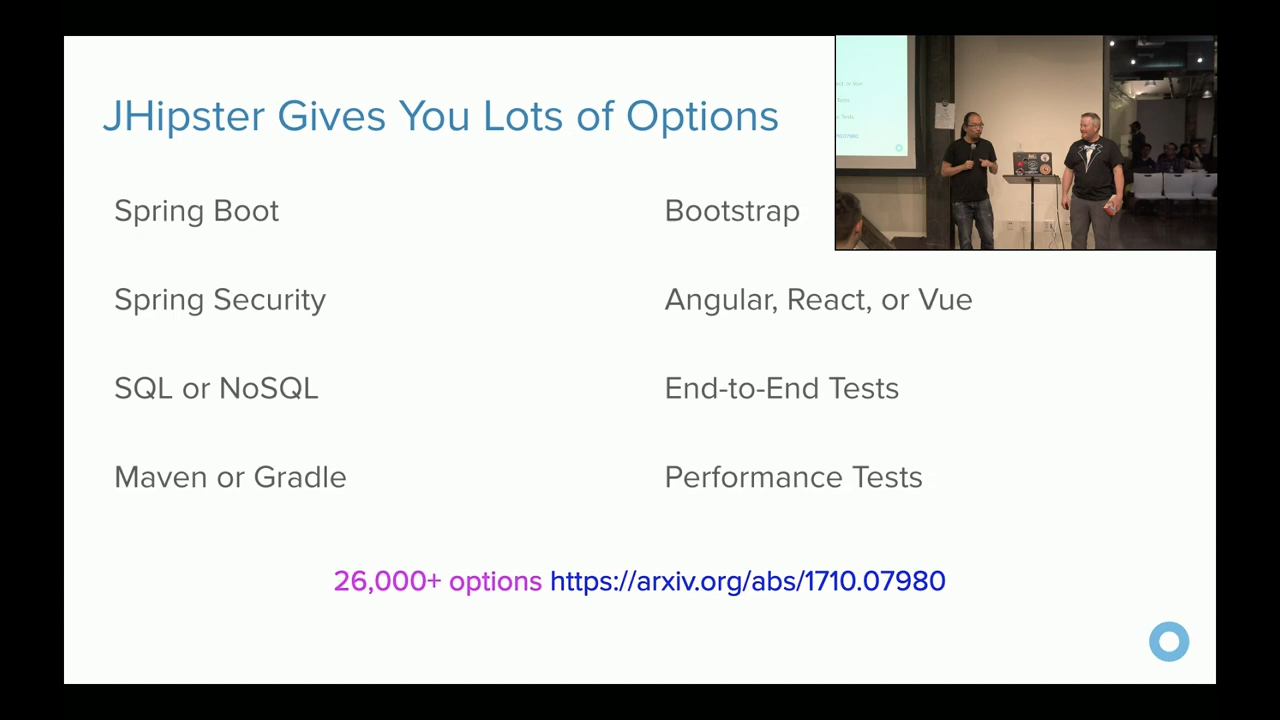 JHipster Gives You Lots of Options
Spring Boot
Spring Security
SQL or NoSQL
Maven or Gradle
Bootstrap
Angular, React, or Vue
End-to-End Tests
Performance Tests
26,000+ options https://arxiv.org/abs/1710.07980